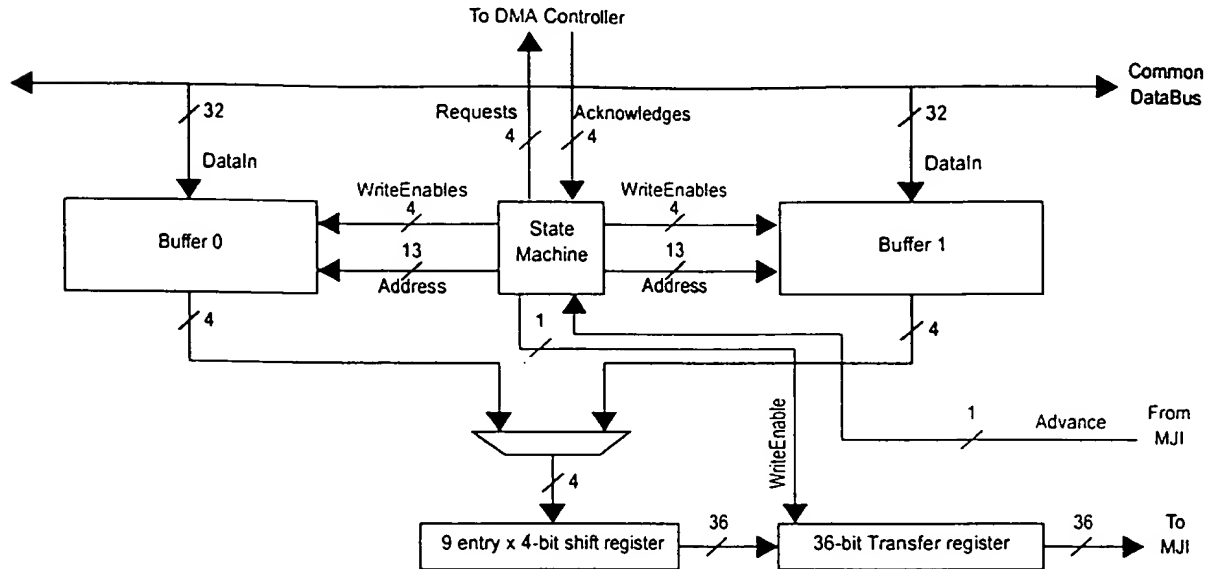 To DMA Controller
Common
DataBus
32
Requests
Acknowledges
32
4
4
DataIn
DataIn
WriteEnables
WriteEnables
4
4
Buffer 0
State
Machine
Buffer 1
13
13
Address
Address
4
1
4
WriteEnable
1
Advance
From
MJI
4
9 entry x 4-bit shift register
36
36-bit Transfer register
36
To
MJI